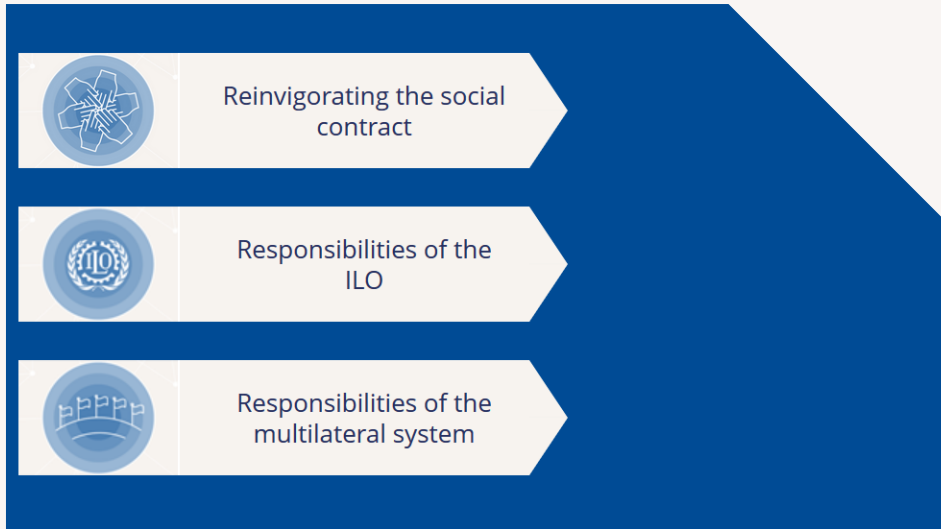 Reinvigorating the social
contract
ILO
Responsibilities of the
ILO
Responsibilities of the
multilateral system